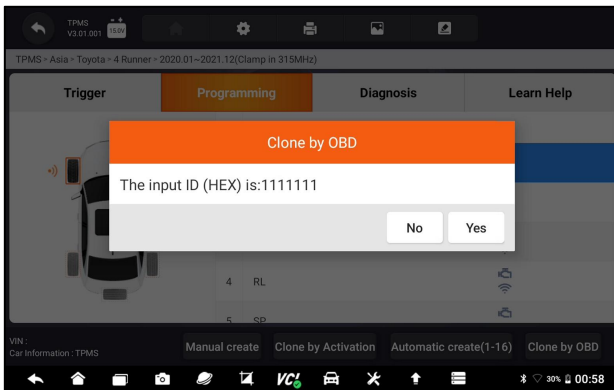 TPMS
V3.01.001
15.0V
TPMS > Asia > Toyota > 4 Runner > 2020.01~2021.12(Clamp in 315MHz)
Trigger
Programming
Diagnosis
Learn Help
Clone by OBD
The input ID (HEX) is:1111111
No
Yes
4 RL
5 SP
VIN :
Car Information : TPMS
Manual create
Clone by Activation
Automatic create(1-16)
Clone by OBD
VC
30%
00:58